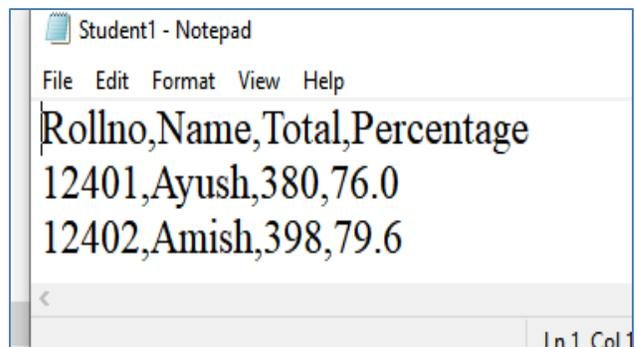 Student1 - Notepad
File Edit Format View Help
Rollno,Name,Total,Percentage
12401,Ayush,380,76.0
12402,Amish,398,79.6
Ln 1, Col 1